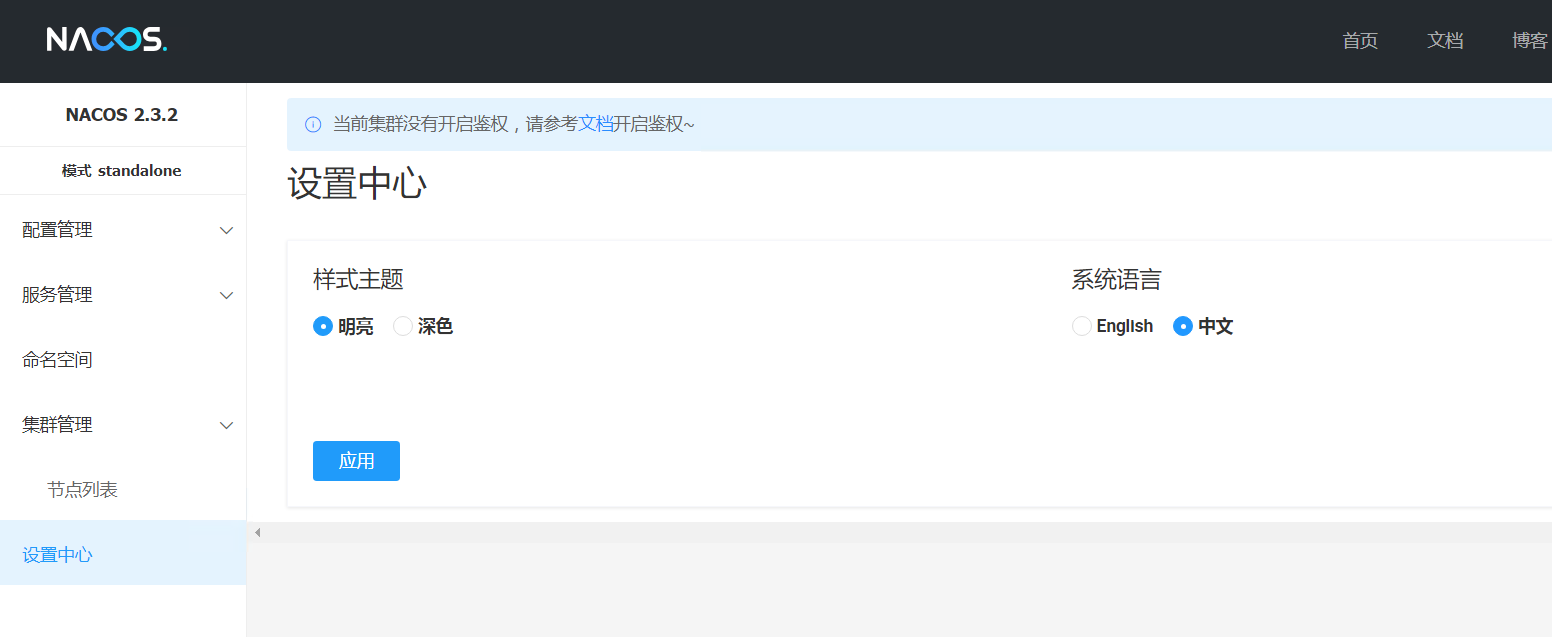 NACOS.
首页 文档 博客
NACOS 2.3.2
模式 standalone
配置管理
服务管理
命名空间
集群管理
节点列表
设置中心
当前集群没有开启鉴权，请参考文档开启鉴权~
设置中心
样式主题
明亮 深色
系统语言
English 中文
应用